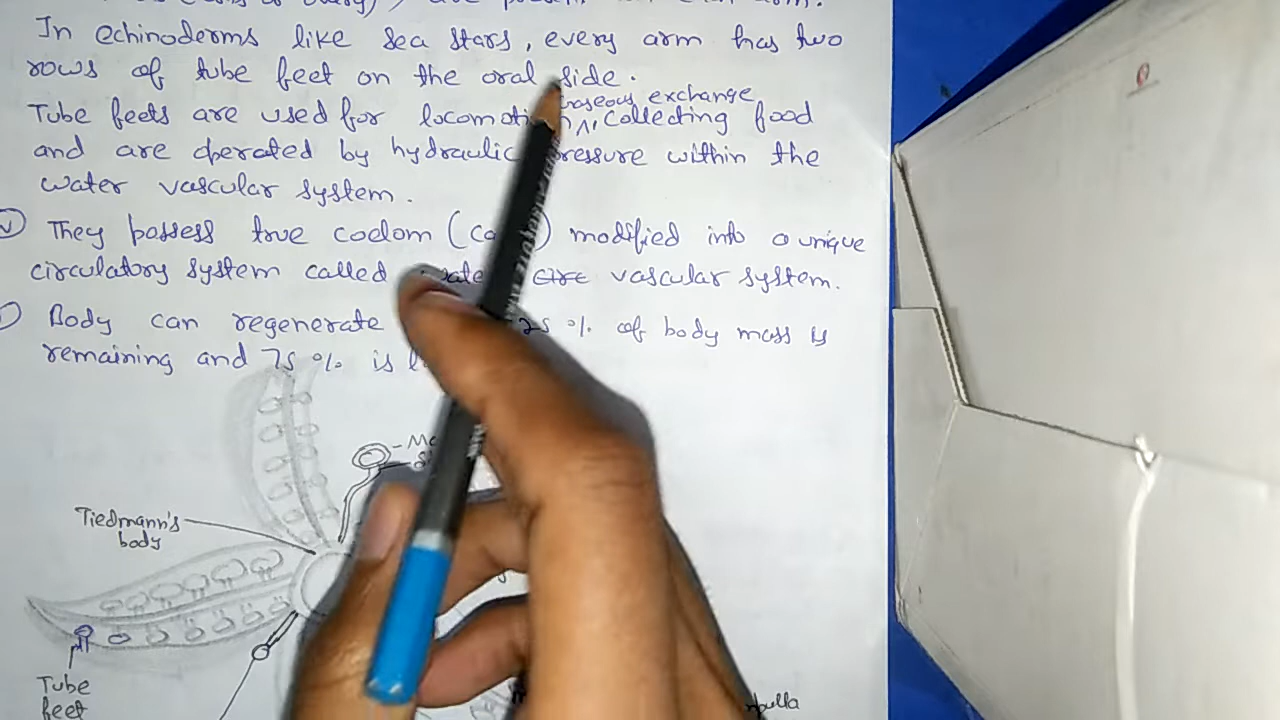 In echinoderms like sea stars, every arm has two
rows of tube feet on the oral side.
gaseous exchange
Tube feets are used for locomotion, collecting food
and are operated by hydraulic pressure within the
water vascular system.
They possess true coelom modified into a unique
circulatory system called vascular system.
Body can regenerate 25 % of body mass is
remaining and 75 % is
Tiedmann's
body
Tube
feet